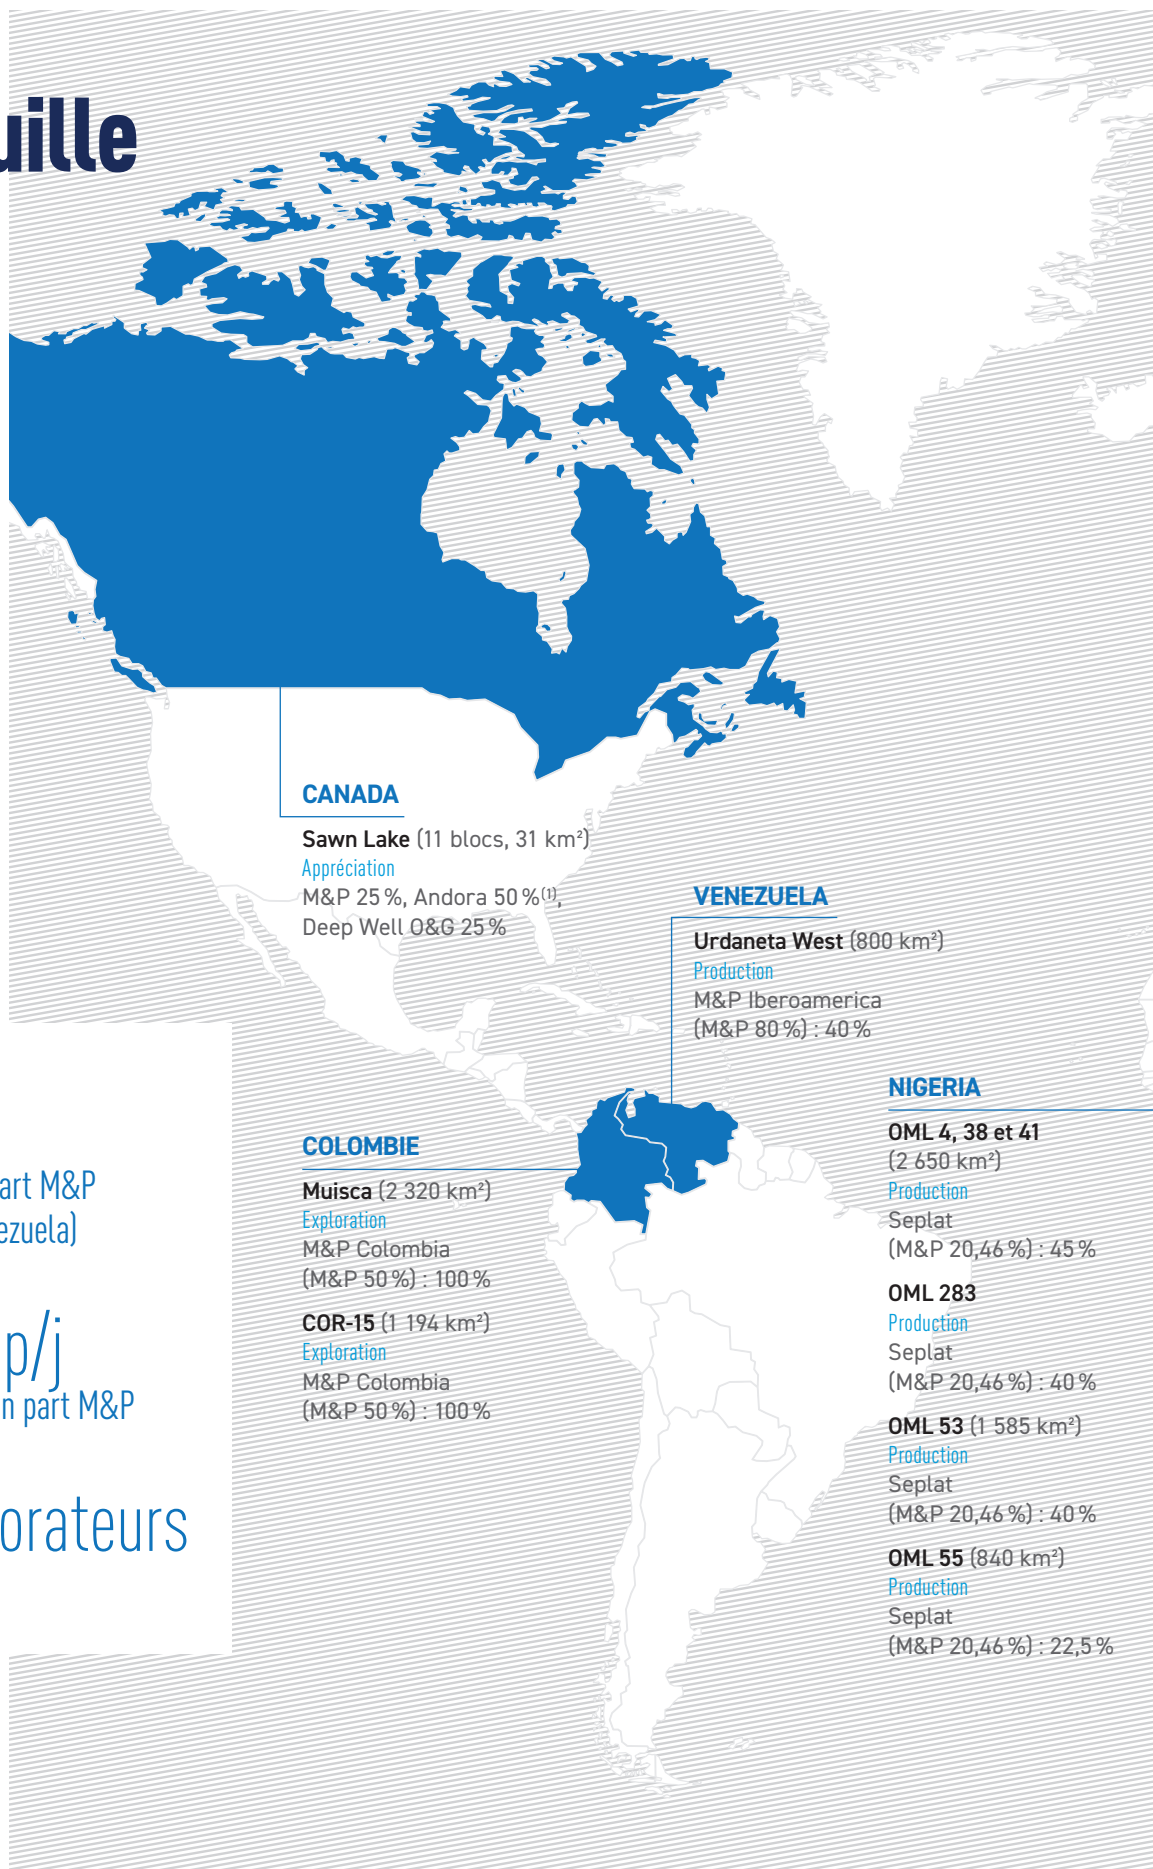 uille
CANADA
Sawn Lake (11 blocs, 31 km²)
Appréciation
M&P 25 %, Andora 50 %⁽¹⁾,
Deep Well O&G 25 %
VENEZUELA
Urdaneta West (800 km²)
Production
M&P Iberoamerica
(M&P 80 %) : 40 %
COLOMBIE
Muisca (2 320 km²)
Exploration
M&P Colombia
(M&P 50 %) : 100 %
COR-15 (1 194 km²)
Exploration
M&P Colombia
(M&P 50 %) : 100 %
NIGERIA
OML 4, 38 et 41
(2 650 km²)
Production
Seplat
(M&P 20,46 %) : 45 %
OML 283
Production
Seplat
(M&P 20,46 %) : 40 %
OML 53 (1 585 km²)
Production
Seplat
(M&P 20,46 %) : 40 %
OML 55 (840 km²)
Production
Seplat
(M&P 20,46 %) : 22,5 %
art M&P
ezuela)
p/j
n part M&P
orateurs